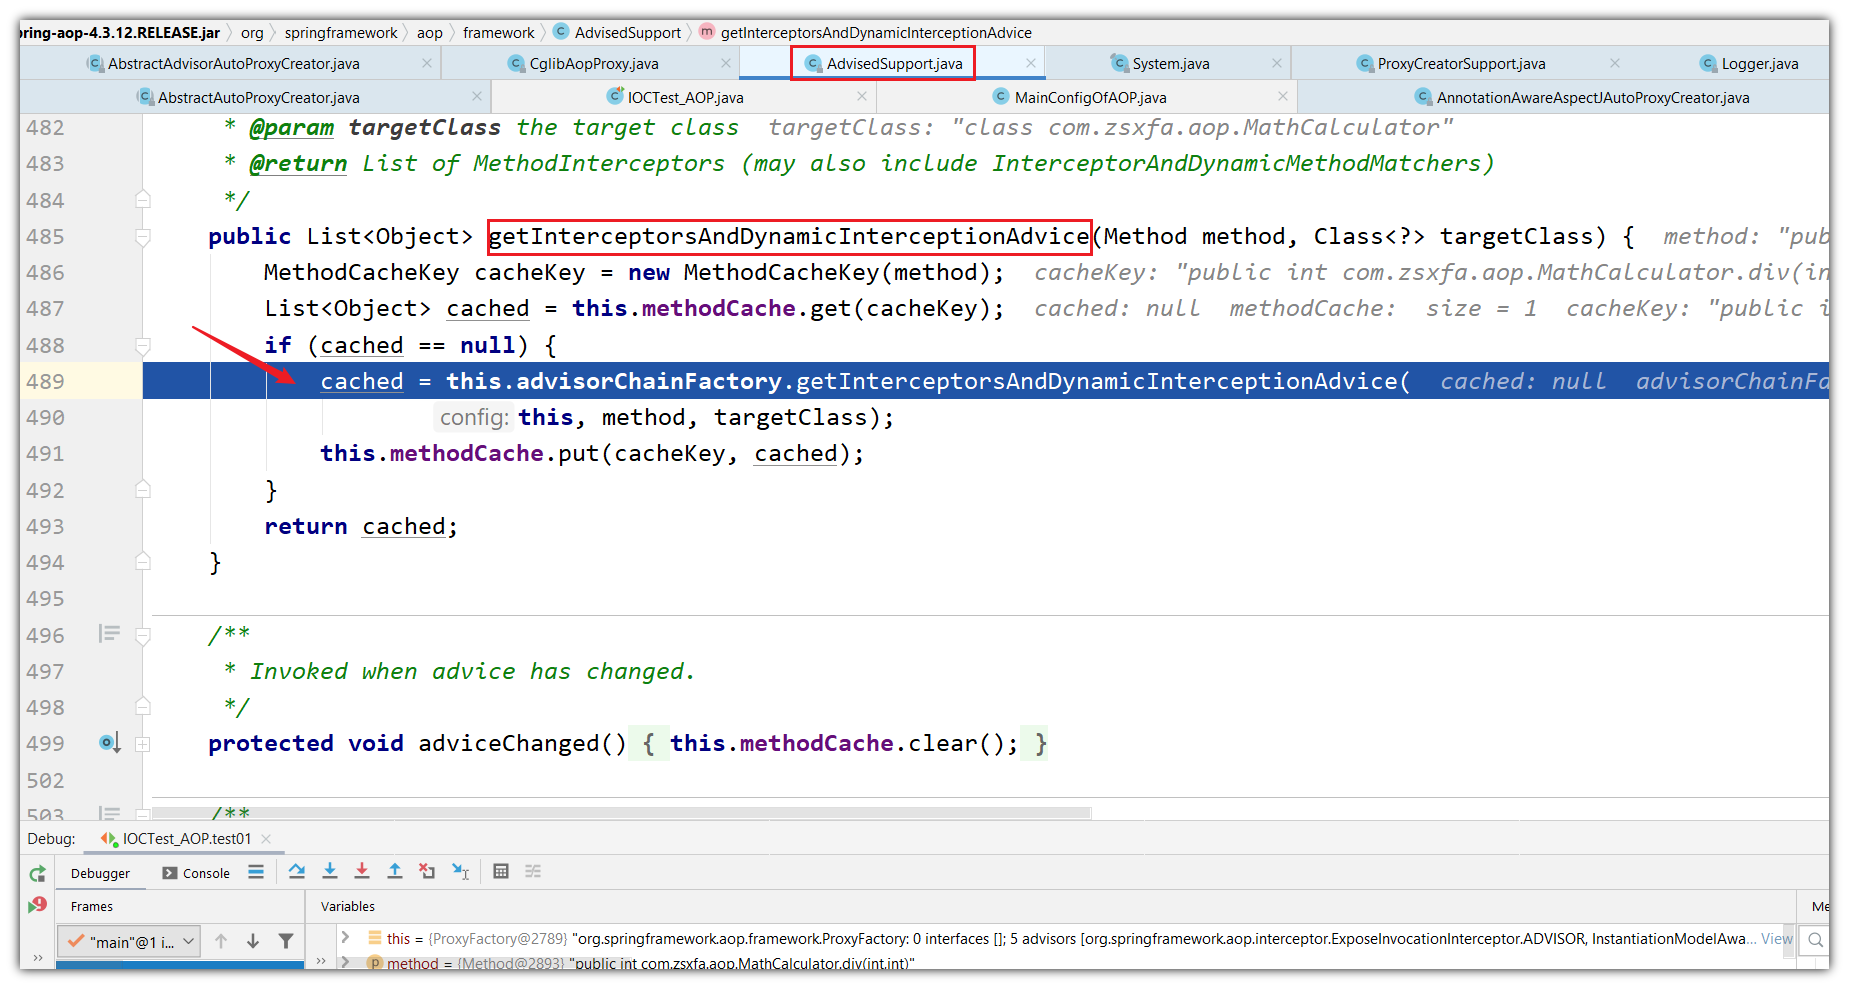 ring-aop-4.3.12.RELEASE.jar org springframework aop framework AdvisedSupport getInterceptorsAndDynamicInterceptionAdvice
AbstractAdvisorAutoProxyCreator.java CglibAopProxy.java AdvisedSupport.java System.java ProxyCreatorSupport.java Logger.java
AbstractAutoProxyCreator.java IOCTest_AOP.java MainConfigOfAOP.java AnnotationAwareAspectJAutoProxyCreator.java
482 * @param targetClass the target class targetClass: "class com.zsxfa.aop.MathCalculator"
483 * @return List of MethodInterceptors (may also include InterceptorAndDynamicMethodMatchers)
484 */
485 public List<Object> getInterceptorsAndDynamicInterceptionAdvice(Method method, Class<?> targetClass) { method: "pub
486 MethodCacheKey cacheKey = new MethodCacheKey(method); cacheKey: "public int com.zsxfa.aop.MathCalculator.div(in
487 List<Object> cached = this.methodCache.get(cacheKey); cached: null methodCache: size = 1 cacheKey: "public i
488 if (cached == null) {
489 cached = this.advisorChainFactory.getInterceptorsAndDynamicInterceptionAdvice( cached: null advisorChainFa
490 config: this, method, targetClass);
491 this.methodCache.put(cacheKey, cached);
492 }
493 return cached;
494 }
495
496 /**
497 * Invoked when advice has changed.
498 */
499 protected void adviceChanged() { this.methodCache.clear(); }
502
503 /**
Debug: IOCTest_AOP.test01
Debugger Console
Frames Variables Me
"main"@1 i... this = {ProxyFactory@2789} "org.springframework.aop.framework.ProxyFactory: 0 interfaces []; 5 advisors [org.springframework.aop.interceptor.ExposeInvocationInterceptor.ADVISOR, InstantiationModelAwa... View
method = {Method@2893} "public int com.zsxfa.aop.MathCalculator.div(int,int)"